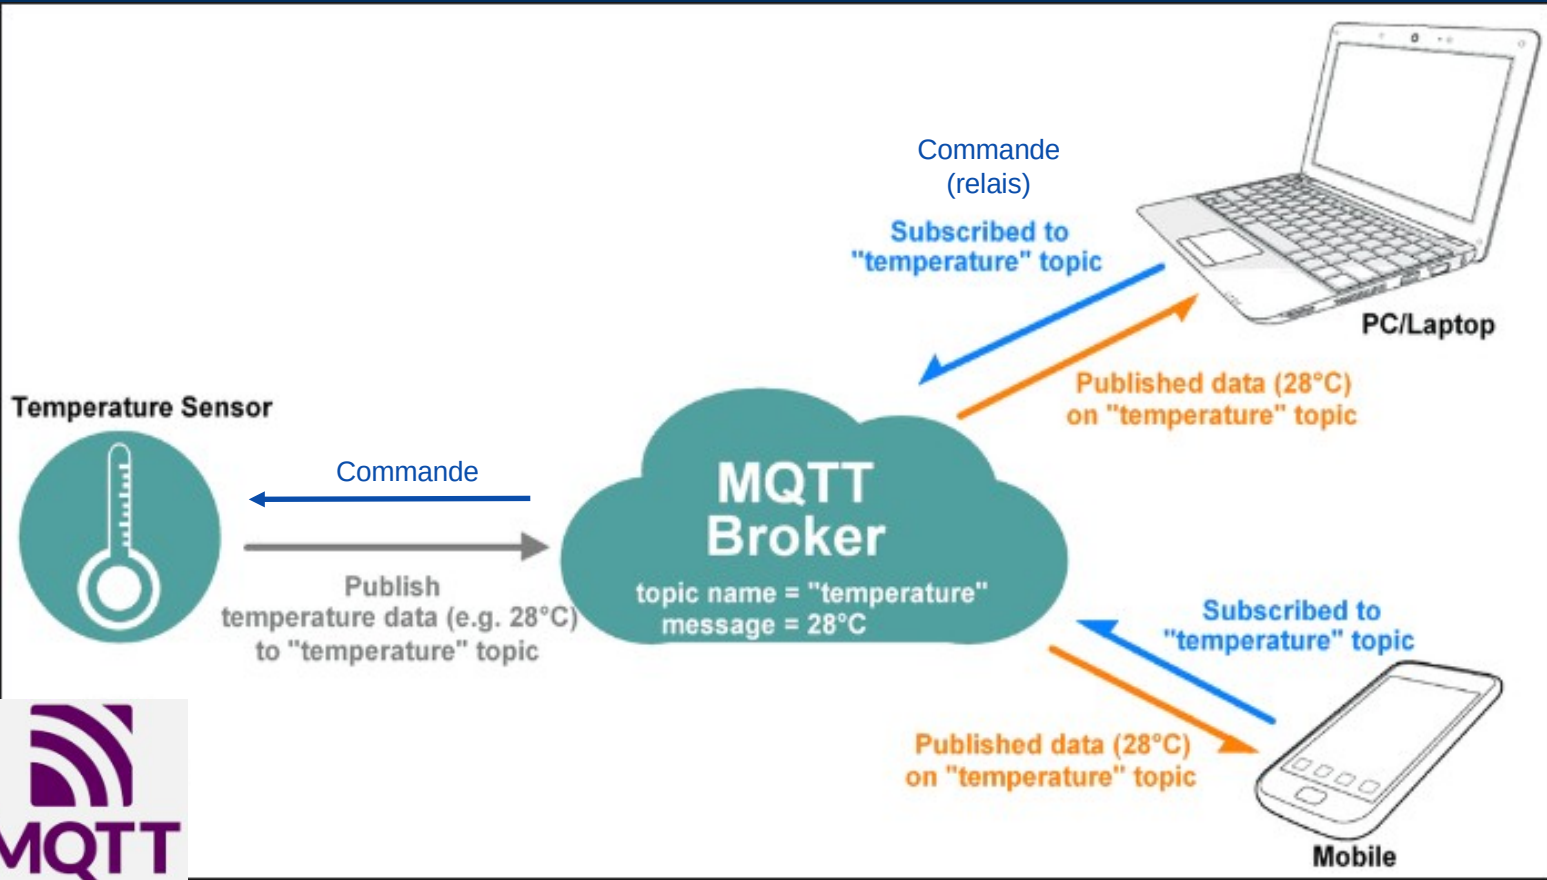 Commande
(relais)
Subscribed to
"temperature" topic
PC/Laptop
Published data (28°C)
on "temperature" topic
Temperature Sensor
Commande
Publish
temperature data (e.g. 28°C)
to "temperature" topic
MQTT
Broker
topic name = "temperature"
message = 28°C
Subscribed to
"temperature" topic
Published data (28°C)
on "temperature" topic
Mobile
MQTT